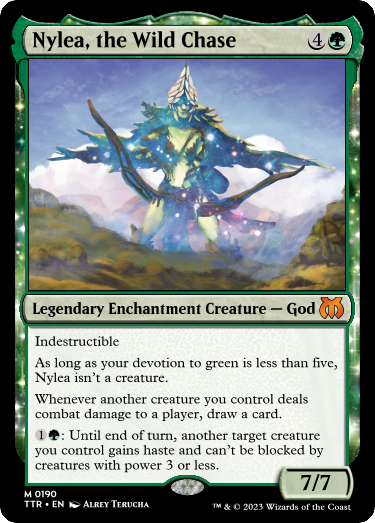 Nylea, the Wild Chase 4
Legendary Enchantment Creature — God
Indestructible
As long as your devotion to green is less than five,
Nylea isn't a creature.
Whenever another creature you control deals
combat damage to a player, draw a card.
1 : Until end of turn, another target creature
you control gains haste and can't be blocked by
creatures with power 3 or less.
7/7
M 0190
TTR • EN Alrey Terucha
™ & © 2023 Wizards of the Coast